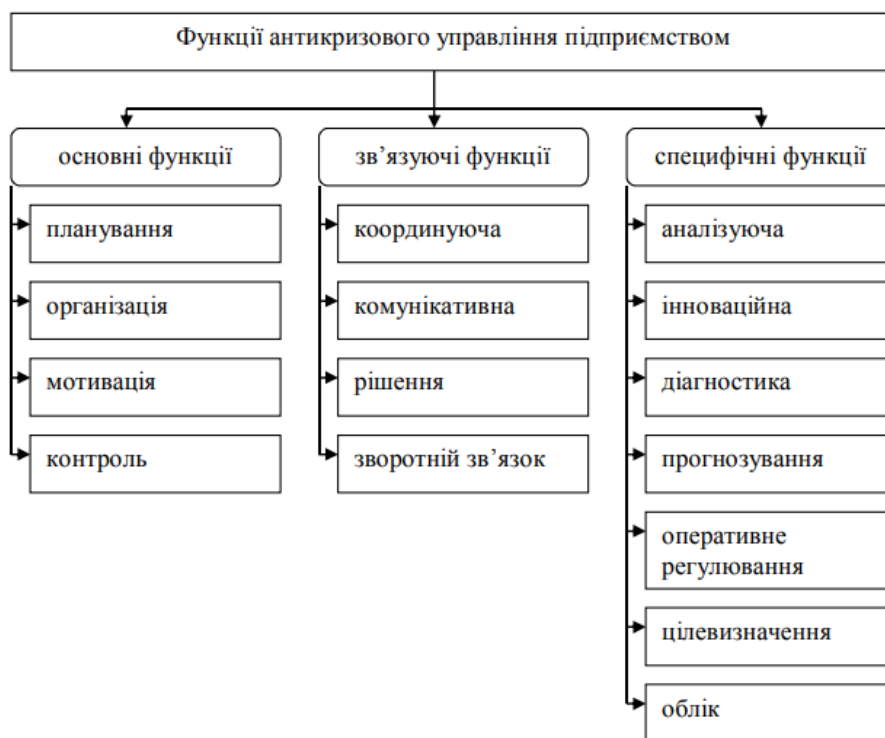 Функції антикризового управління підприємством
основні функції
планування
організація
мотивація
контроль
зв’язуючі функції
координуюча
комунікативна
рішення
зворотній зв’язок
специфічні функції
аналізуюча
інноваційна
діагностика
прогнозування
оперативне
регулювання
цілевизначення
облік